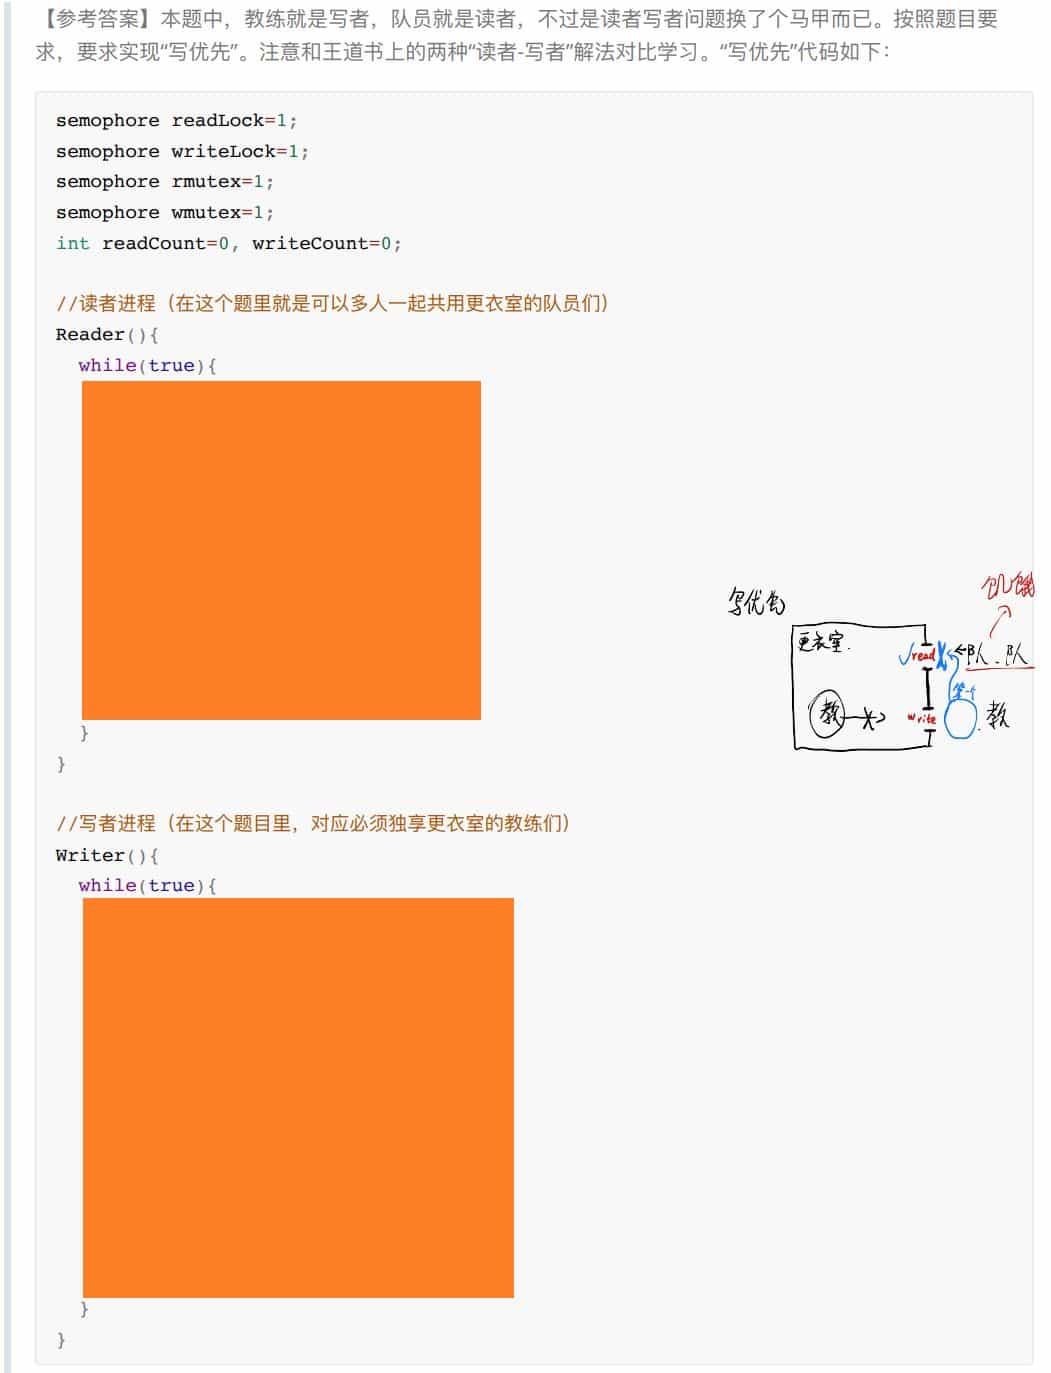 【参考答案】本题中，教练就是写者，队员就是读者，不过是读者写者问题换了个马甲而已。按照题目要
求，要求实现“写优先”。注意和王道书上的两种“读者-写者”解法对比学习。“写优先”代码如下：
semophore readLock=1;
semophore writeLock=1;
semophore rmutex=1;
semophore wmutex=1;
int readCount=0, writeCount=0;
//读者进程（在这个题里就是可以多人一起共用更衣室的队员们）
Reader(){
while(true){
饥饿
写优先
更衣室.
read
队、队
第一个
教
write
教
}
}
//写者进程（在这个题目里，对应必须独享更衣室的教练们）
Writer(){
while(true){
}
}